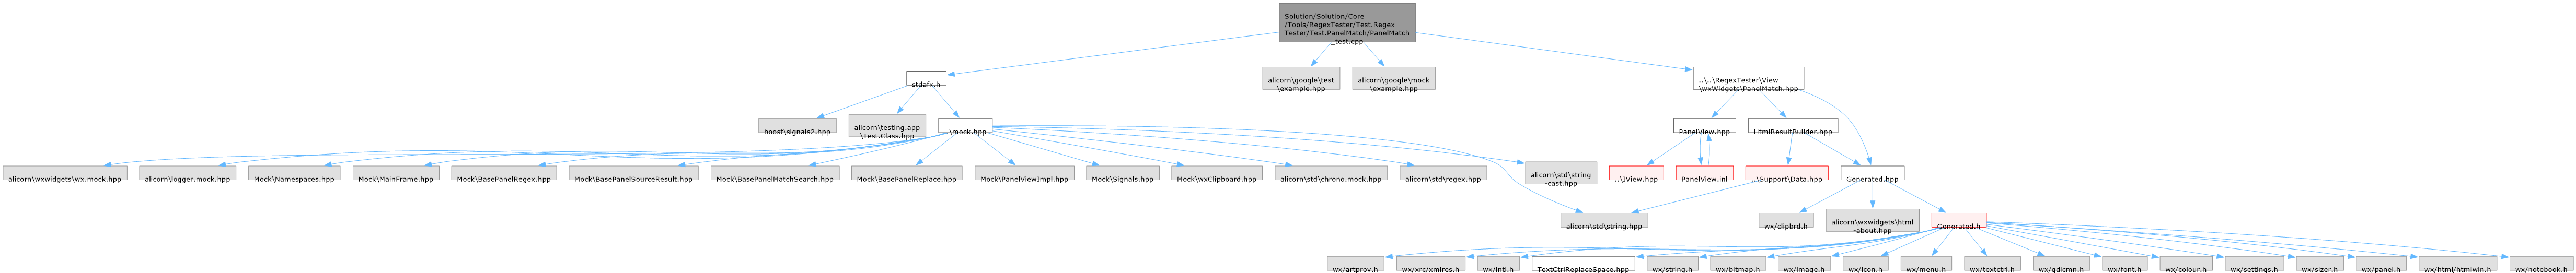 Solution/Solution/Core
/Tools/RegexTester/Test.Regex
Tester/Test.PanelMatch/PanelMatch
_test.cpp
stdafx.h
alicorn\google\test
\example.hpp
alicorn\google\mock
\example.hpp
..\..\RegexTester\View
\wxWidgets\PanelMatch.hpp
boost\signals2.hpp
alicorn\testing.app
\Test.Class.hpp
..\mock.hpp
PanelView.hpp
HtmlResultBuilder.hpp
alicorn\wxwidgets\wx.mock.hpp
alicorn\logger.mock.hpp
Mock\Namespaces.hpp
Mock\MainFrame.hpp
Mock\BasePanelRegex.hpp
Mock\BasePanelSourceResult.hpp
Mock\BasePanelMatchSearch.hpp
Mock\BasePanelReplace.hpp
Mock\PanelViewImpl.hpp
Mock\Signals.hpp
Mock\wxClipboard.hpp
alicorn\std\chrono.mock.hpp
alicorn\std\regex.hpp
alicorn\std\string
-cast.hpp
..\IView.hpp
PanelView.inl
..\Support\Data.hpp
Generated.hpp
alicorn\std\string.hpp
wx/clipbrd.h
alicorn\wxwidgets\html
-about.hpp
Generated.h
wx/artprov.h
wx/xrc/xmlres.h
wx/intl.h
TextCtrlReplaceSpace.hpp
wx/string.h
wx/bitmap.h
wx/image.h
wx/icon.h
wx/menu.h
wx/textctrl.h
wx/gdicmn.h
wx/font.h
wx/colour.h
wx/settings.h
wx/sizer.h
wx/panel.h
wx/html/htmlwin.h
wx/notebook.h